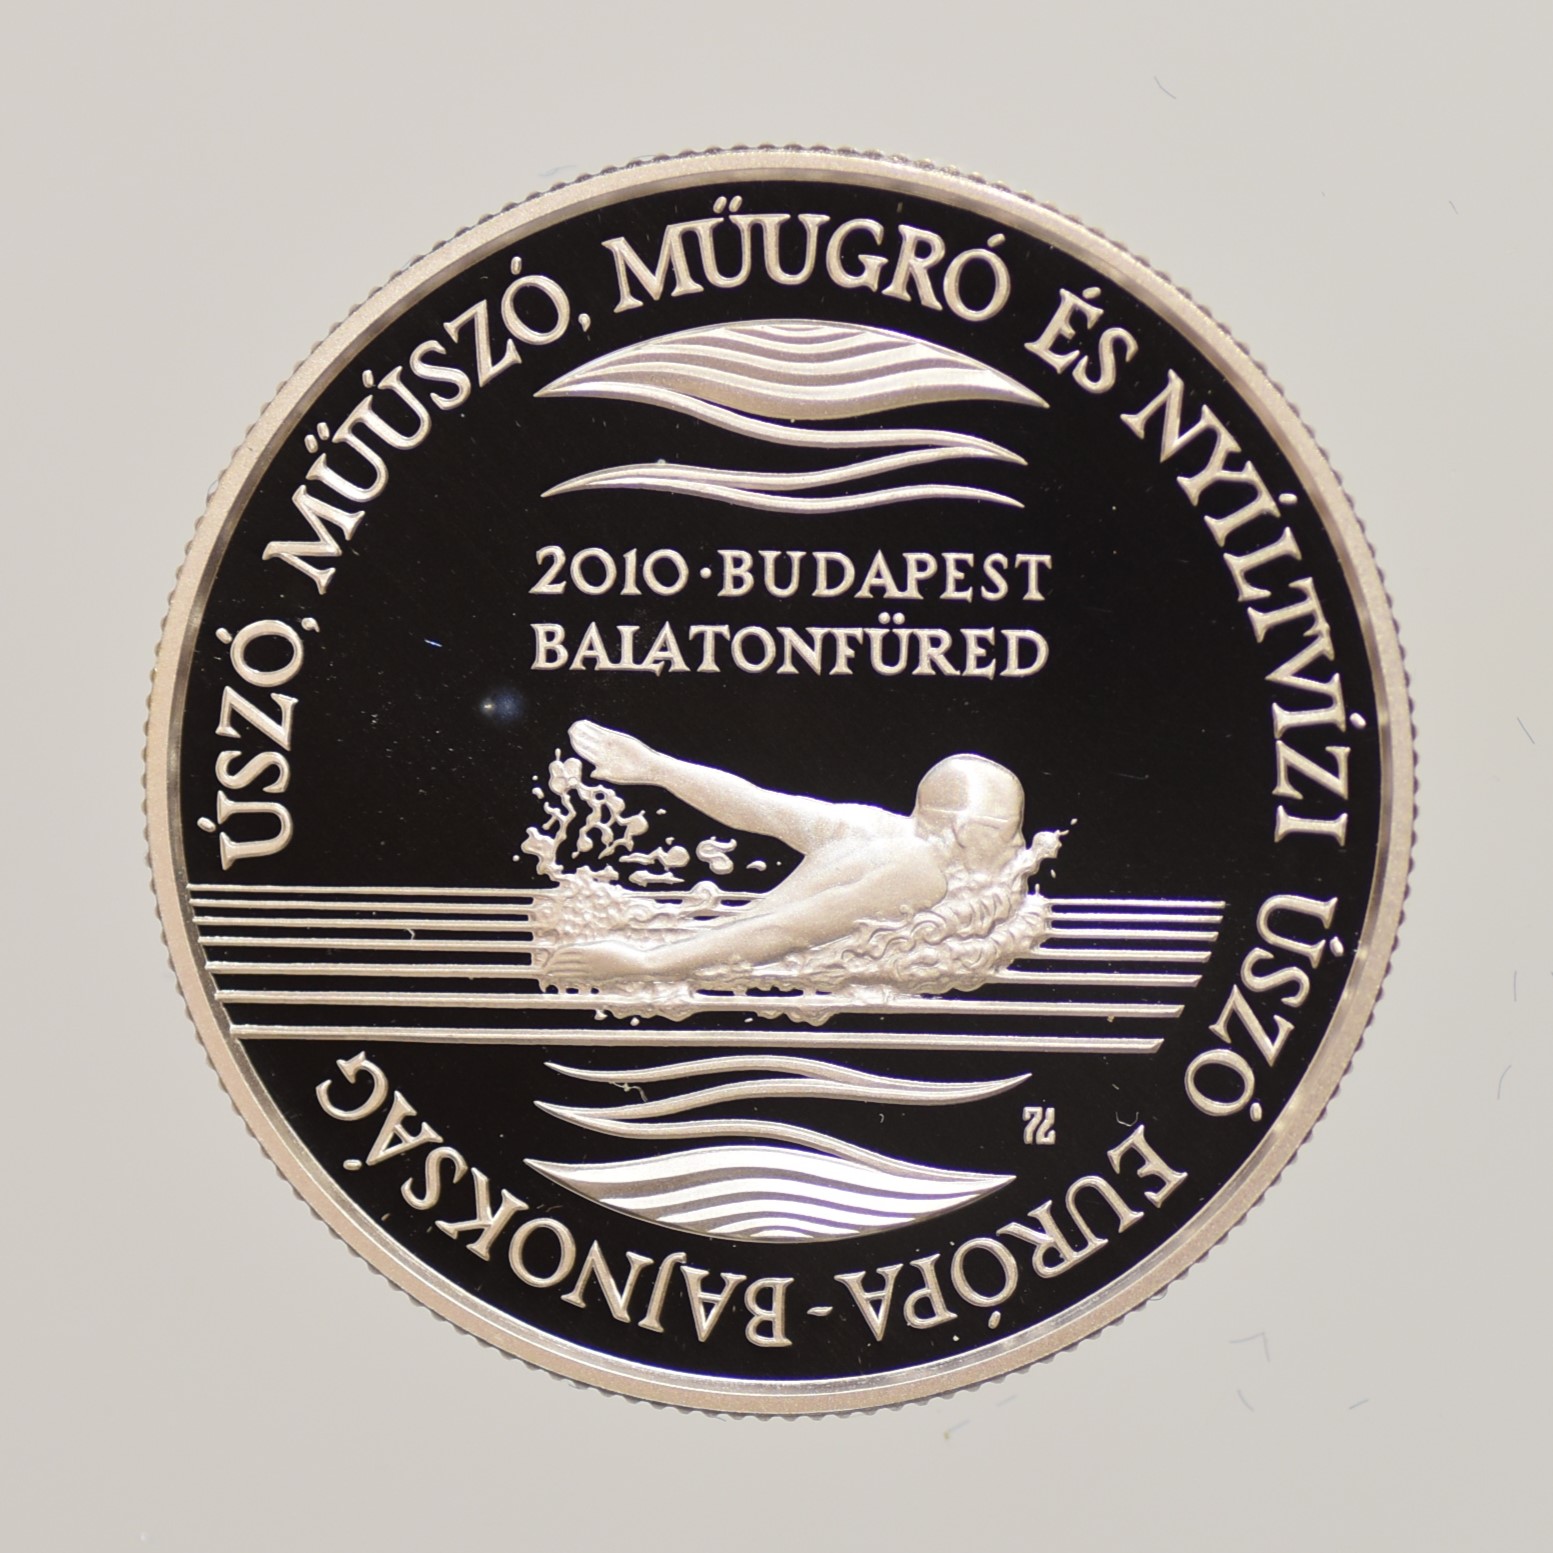 ÚSZÓ, MŰÚSZÓ, MŰUGRÓ ÉS NYÍLTVÍZI ÚSZÓ EURÓPA-BAJNOKSÁG
2010·BUDAPEST
BALATONFÜRED